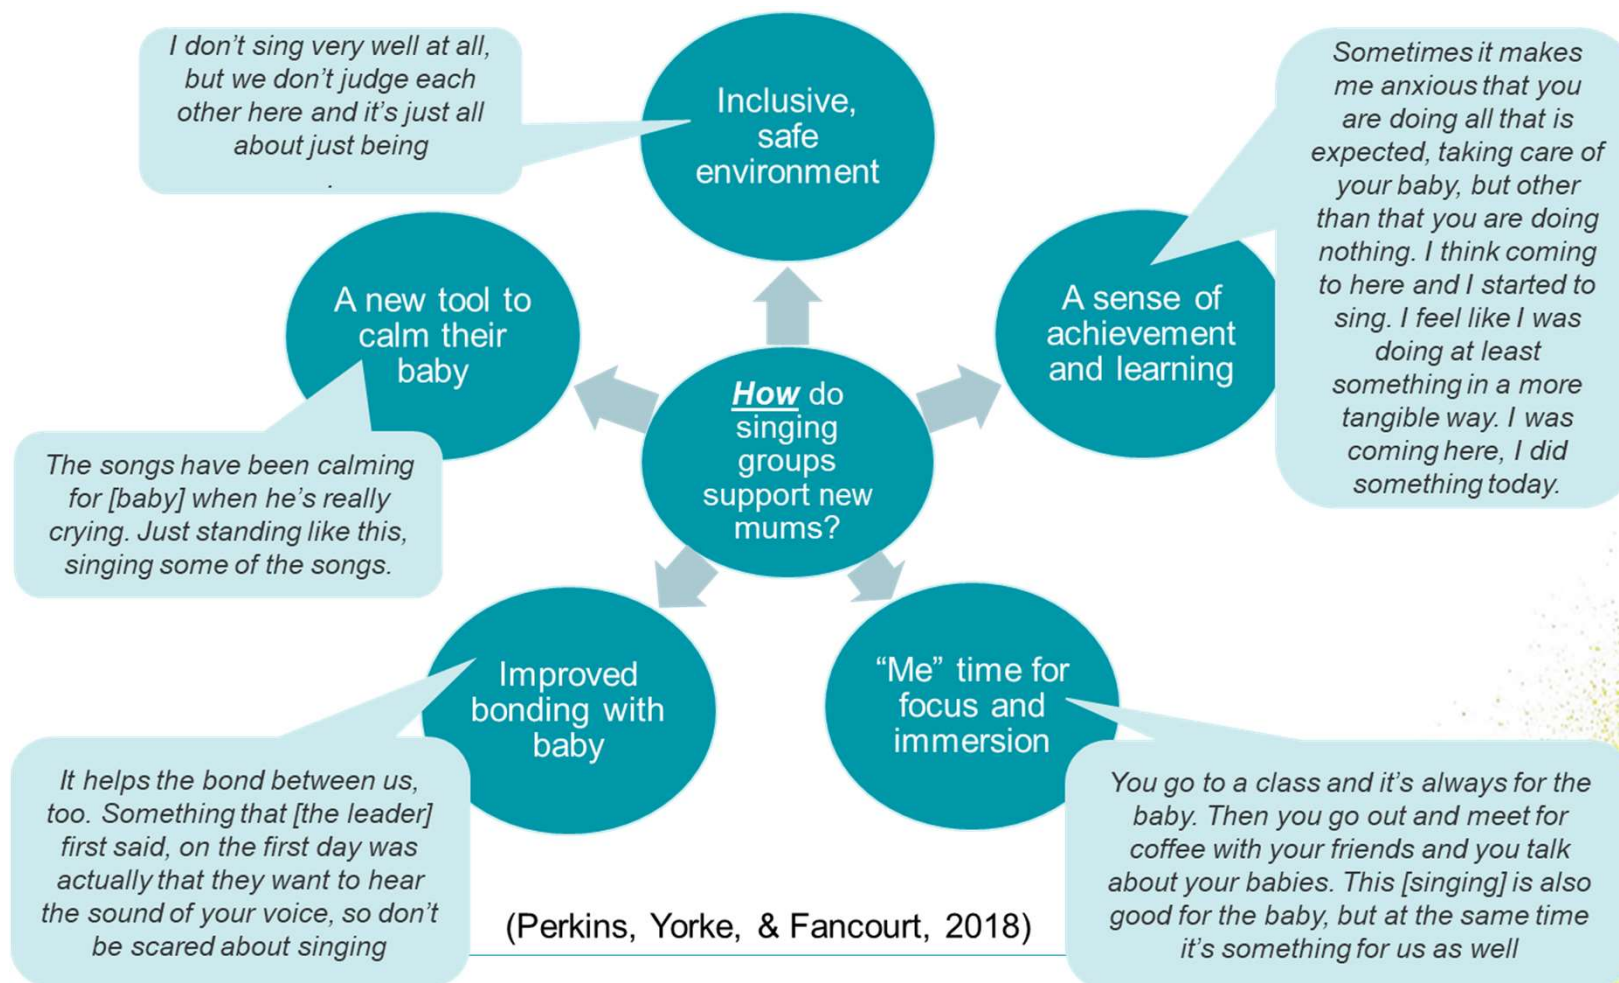 I don't sing very well at all,
but we don't judge each
other here and it's just all
about just being
.
Inclusive,
safe
environment
Sometimes it makes
me anxious that you
are doing all that is
expected, taking care of
your baby, but other
than that you are doing
nothing. I think coming
to here and I started to
sing. I feel like I was
doing at least
something in a more
tangible way. I was
coming here, I did
something today.
A new tool to
calm their
baby
A sense of
achievement
and learning
How do
singing
groups
support new
mums?
The songs have been calming
for [baby] when he's really
crying. Just standing like this,
singing some of the songs.
Improved
bonding with
baby
"Me" time for
focus and
immersion
It helps the bond between us,
too. Something that [the leader]
first said, on the first day was
actually that they want to hear
the sound of your voice, so don't
be scared about singing
You go to a class and it's always for the
baby. Then you go out and meet for
coffee with your friends and you talk
about your babies. This [singing] is also
good for the baby, but at the same time
it's something for us as well
(Perkins, Yorke, & Fancourt, 2018)